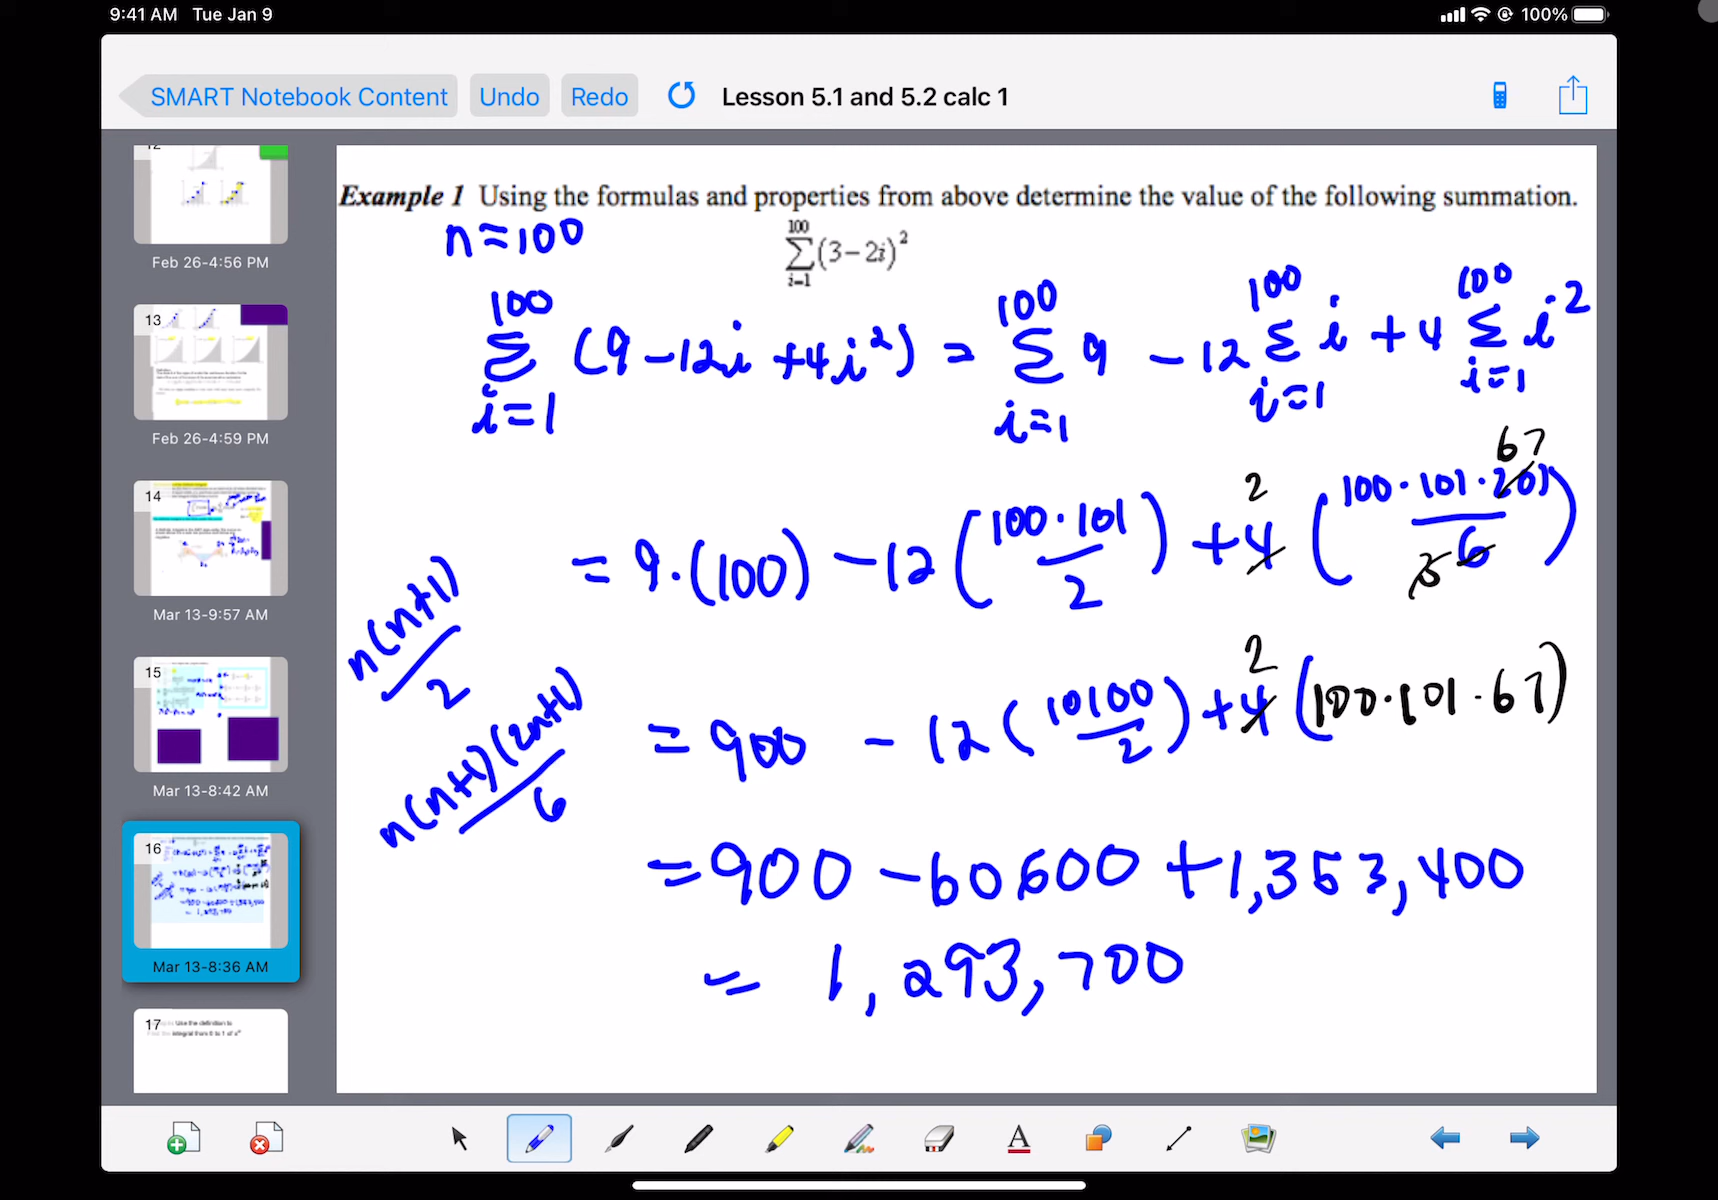 9:41 AM Tue Jan 9
100%
SMART Notebook Content Undo Redo Lesson 5.1 and 5.2 calc 1
12
Feb 26-4:56 PM
13
Feb 26-4:59 PM
14
Mar 13-9:57 AM
15
Mar 13-8:42 AM
16
Mar 13-8:36 AM
17
Example 1 Using the formulas and properties from above determine the value of the following summation.
n=100
100 ∑ i=1 (3-2i)²
100 ∑ i=1 (9-12i+4i²) = 100 ∑ i=1 9 - 12 100 ∑ i=1 i + 4 100 ∑ i=1 i²
= 9·(100) - 12 (100·101 / 2) + 4 2 (100·101·201 67 / 6 3)
n(n+1) / 2
= 900 - 12 (10100 / 2) + 4 2 (100·101·67)
n(n+1)(2n+1) / 6
= 900 - 60600 + 1,353,400
= 1,293,700